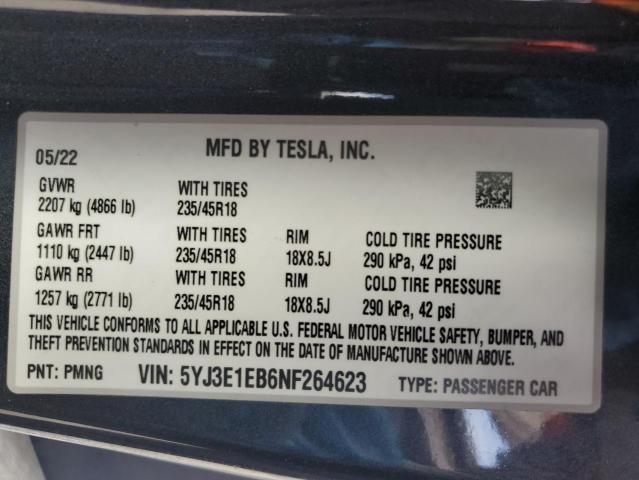 MFD BY TESLA, INC.
05/22
GVWR WITH TIRES
2207 kg (4866 lb) 235/45R18
GAWR FRT WITH TIRES RIM COLD TIRE PRESSURE
1110 kg (2447 lb) 235/45R18 18X8.5J 290 kPa, 42 psi
GAWR RR WITH TIRES RIM COLD TIRE PRESSURE
1257 kg (2771 lb) 235/45R18 18X8.5J 290 kPa, 42 psi
THIS VEHICLE CONFORMS TO ALL APPLICABLE U.S. FEDERAL MOTOR VEHICLE SAFETY, BUMPER, AND
THEFT PREVENTION STANDARDS IN EFFECT ON THE DATE OF MANUFACTURE SHOWN ABOVE.
PNT: PMNG VIN: 5YJ3E1EB6NF264623 TYPE: PASSENGER CAR